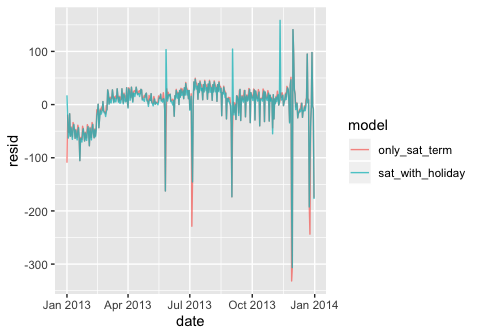 100
0
-100
-200
-300
resid
Jan 2013
Apr 2013
Jul 2013
Oct 2013
Jan 2014
date
model
only_sat_term
sat_with_holiday